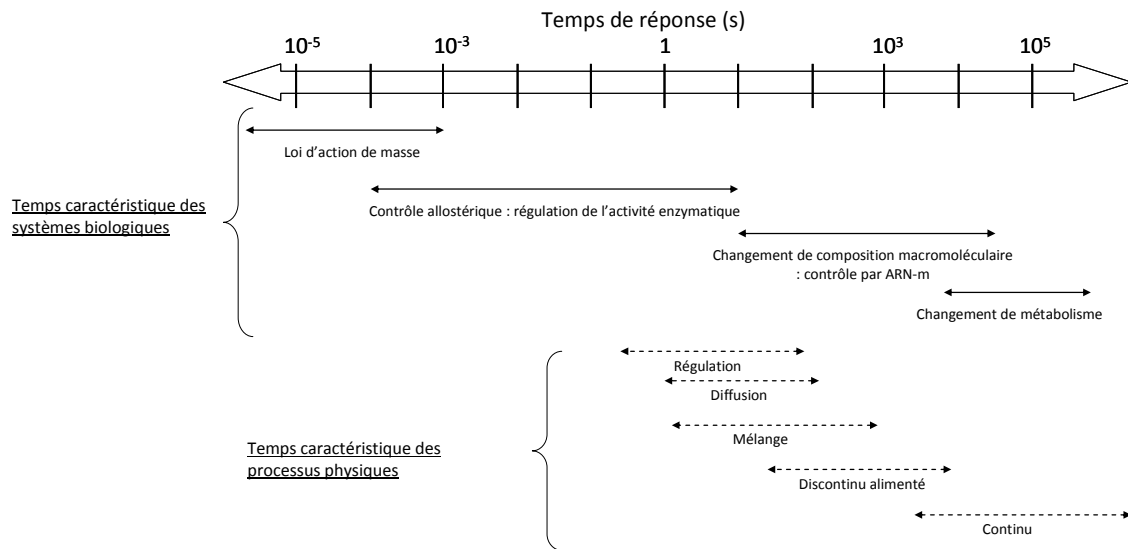 Temps de réponse (s)
10⁻⁵ 10⁻³ 1 10³ 10⁵
Loi d'action de masse
Temps caractéristique des
systèmes biologiques
Contrôle allostérique : régulation de l'activité enzymatique
Changement de composition macromoléculaire
: contrôle par ARN-m
Changement de métabolisme
Régulation
Diffusion
Mélange
Temps caractéristique des
processus physiques
Discontinu alimenté
Continu